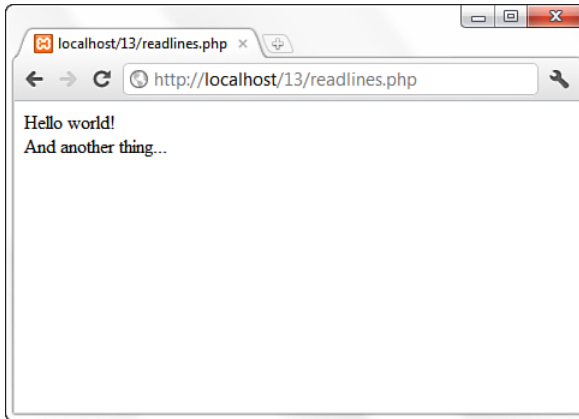 localhost/13/readlines.php
http://localhost/13/readlines.php
Hello world!
And another thing...